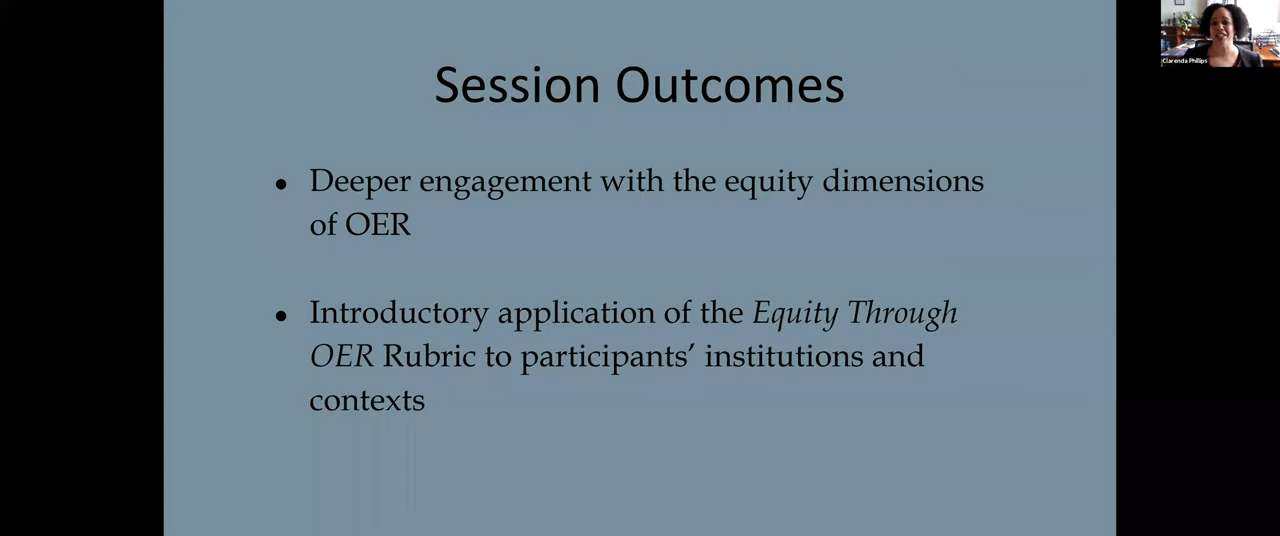 Session Outcomes
Clarenda Philips
• Deeper engagement with the equity dimensions
of OER
• Introductory application of the Equity Through
OER Rubric to participants’ institutions and
contexts